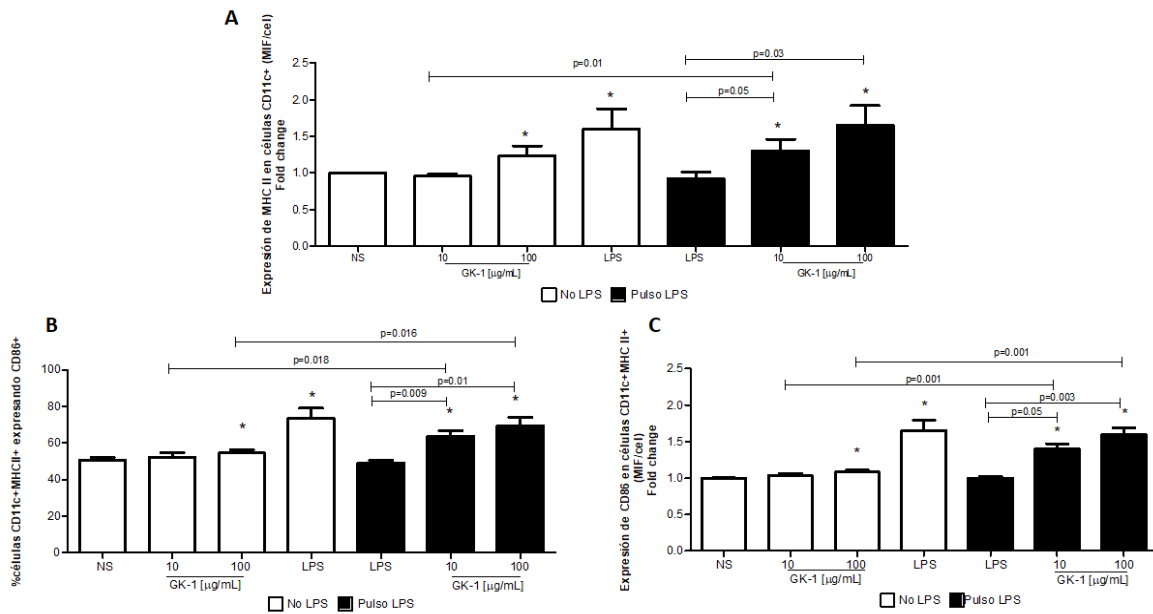 A
Expresión de MHC II en células CD11c+ (MIF/cel)
Fold change
2.5
2.0
1.5
1.0
0.5
0.0
p=0.01
p=0.03
p=0.05
*
*
*
*
NS
10
100
LPS
LPS
10
100
GK-1 [µg/mL]
GK-1 [µg/mL]
No LPS
Pulso LPS
B
%células CD11c+MHCII+ expresando CD86+
100
80
60
40
20
0
p=0.016
p=0.018
p=0.01
p=0.009
*
*
*
*
NS
10
100
LPS
LPS
10
100
GK-1 [µg/mL]
GK-1 [µg/mL]
No LPS
Pulso LPS
C
Expresión de CD86 en células CD11c+MHC II+
(MIF/cel)
Fold change
2.5
2.0
1.5
1.0
0.5
0.0
p=0.001
p=0.001
p=0.003
p=0.05
*
*
*
*
NS
10
100
LPS
LPS
10
100
GK-1 [µg/mL]
GK-1 [µg/mL]
No LPS
Pulso LPS